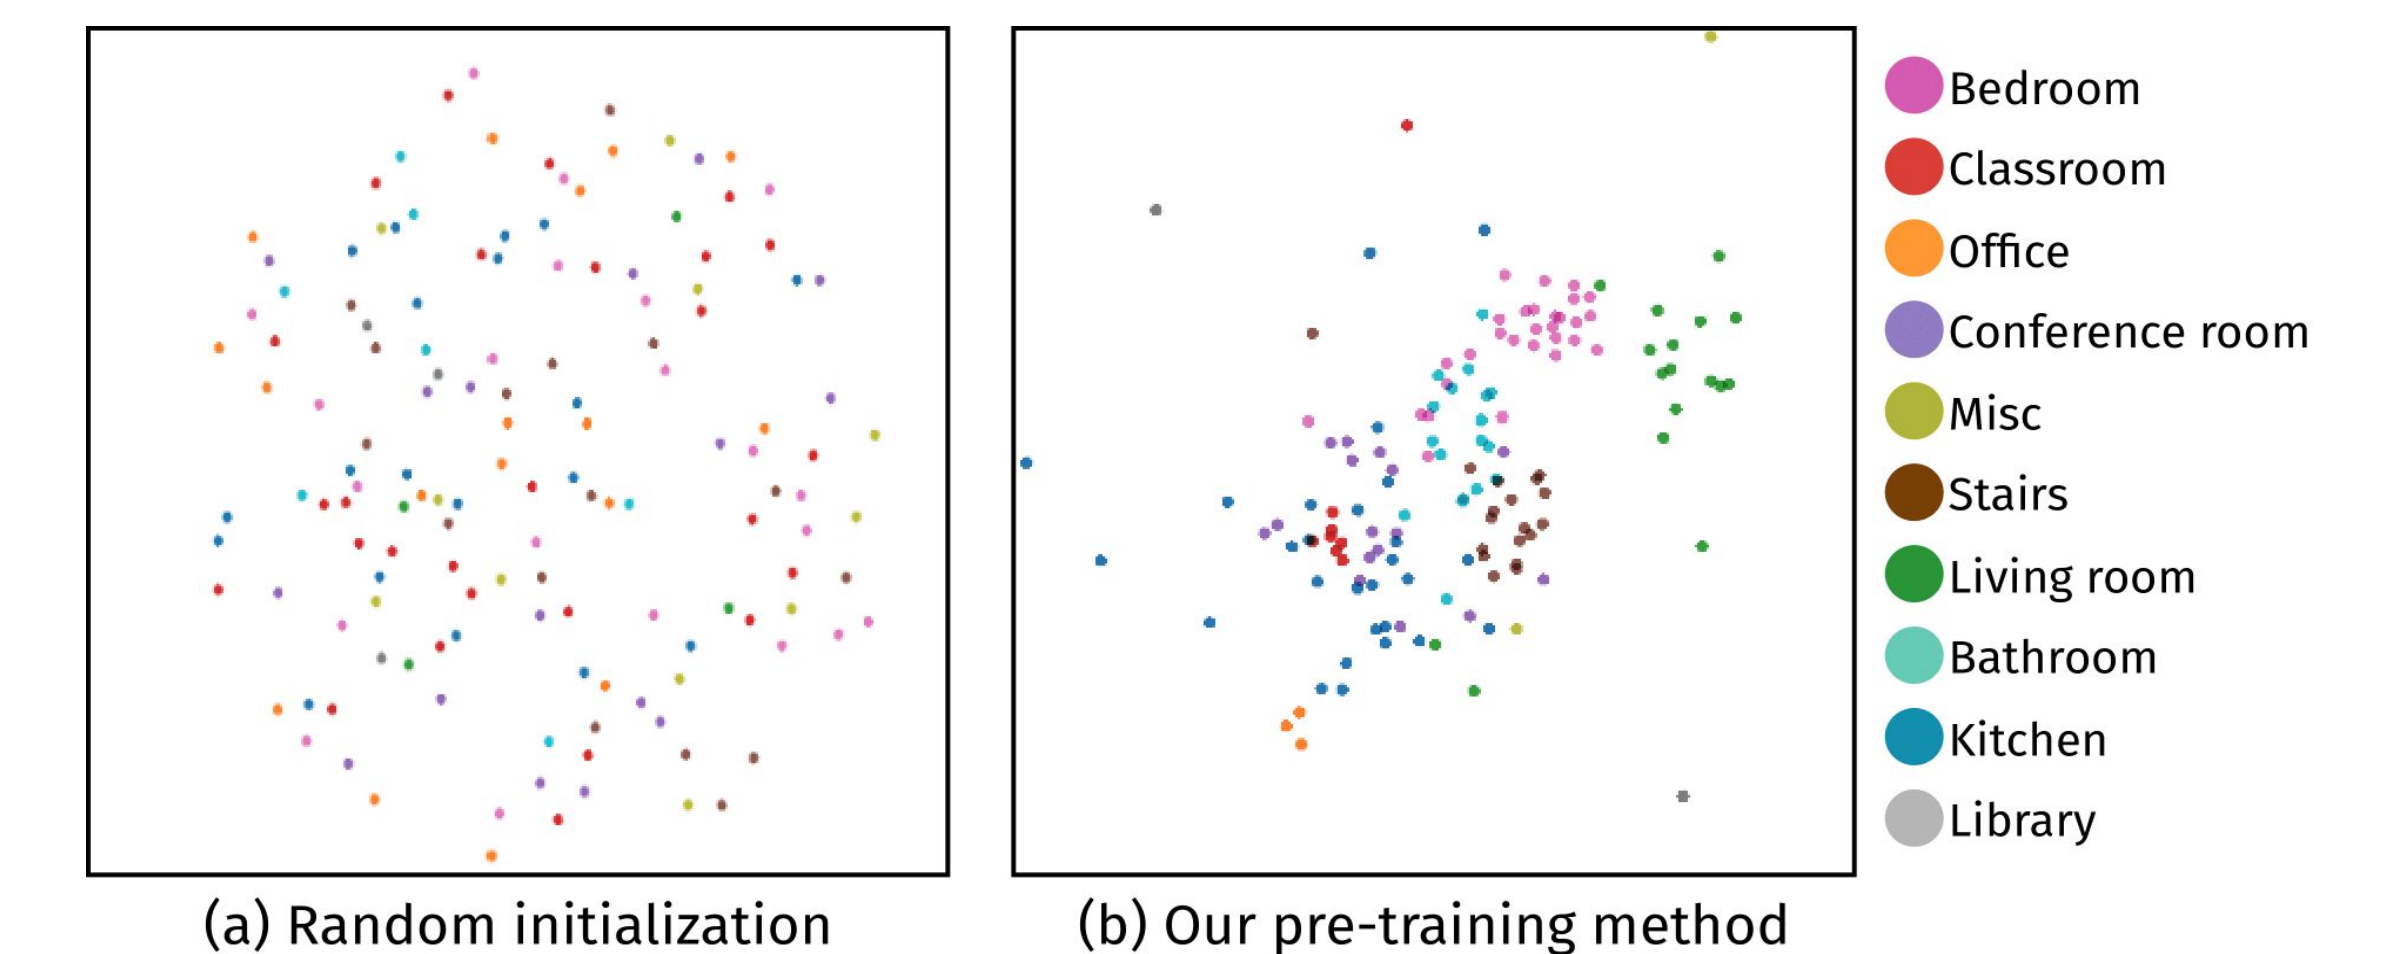 Bedroom
Classroom
Office
Conference room
Misc
Stairs
Living room
Bathroom
Kitchen
Library
(a) Random initialization
(b) Our pre-training method